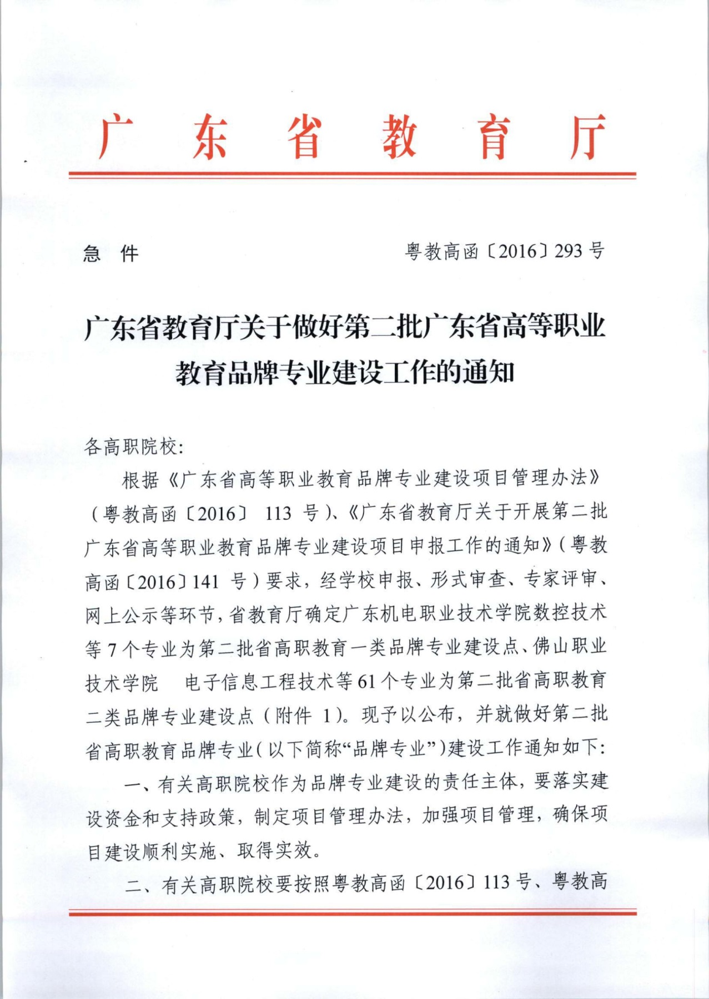 广东省教育厅
急 件 粤教高函〔2016〕293 号
广东省教育厅关于做好第二批广东省高等职业
教育品牌专业建设工作的通知
各高职院校:
根据《广东省高等职业教育品牌专业建设项目管理办法》
（粤教高函〔2016〕 113 号）、《广东省教育厅关于开展第二批
广东省高等职业教育品牌专业建设项目申报工作的通知》（粤教
高函〔2016〕141 号）要求，经学校申报、形式审查、专家评审、
网上公示等环节，省教育厅确定广东机电职业技术学院数控技术
等 7 个专业为第二批省高职教育一类品牌专业建设点、佛山职业
技术学院 电子信息工程技术等 61 个专业为第二批省高职教育
二类品牌专业建设点（附件 1）。现予以公布，并就做好第二批
省高职教育品牌专业（以下简称“品牌专业”）建设工作通知如下：
一、有关高职院校作为品牌专业建设的责任主体，要落实建
设资金和支持政策，制定项目管理办法，加强项目管理，确保项
目建设顺利实施、取得实效。
二、有关高职院校要按照粤教高函〔2016〕113 号、粤教高